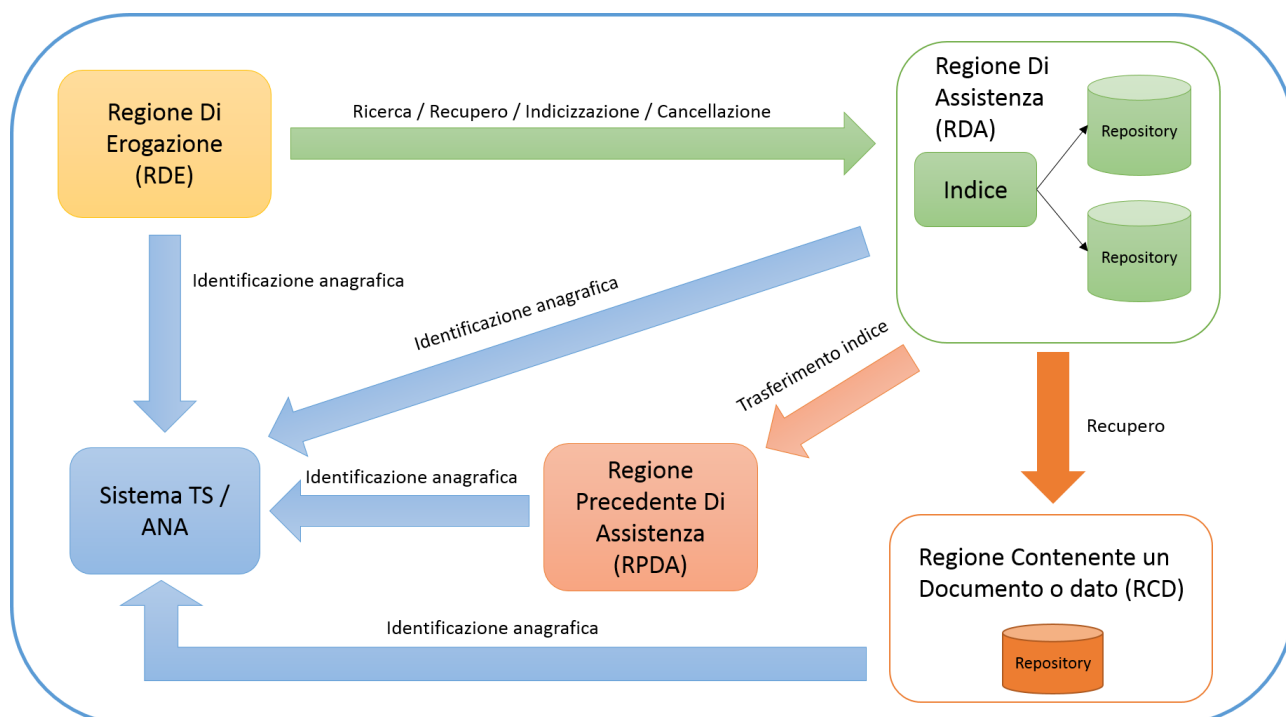 Regione Di
Erogazione
(RDE)
Ricerca / Recupero / Indicizzazione / Cancellazione
Regione Di
Assistenza
(RDA)
Repository
Indice
Repository
Identificazione anagrafica
Identificazione anagrafica
Trasferimento indice
Recupero
Sistema TS /
ANA
Identificazione anagrafica
Regione
Precedente Di
Assistenza
(RPDA)
Regione Contenente un
Documento o dato (RCD)
Repository
Identificazione anagrafica